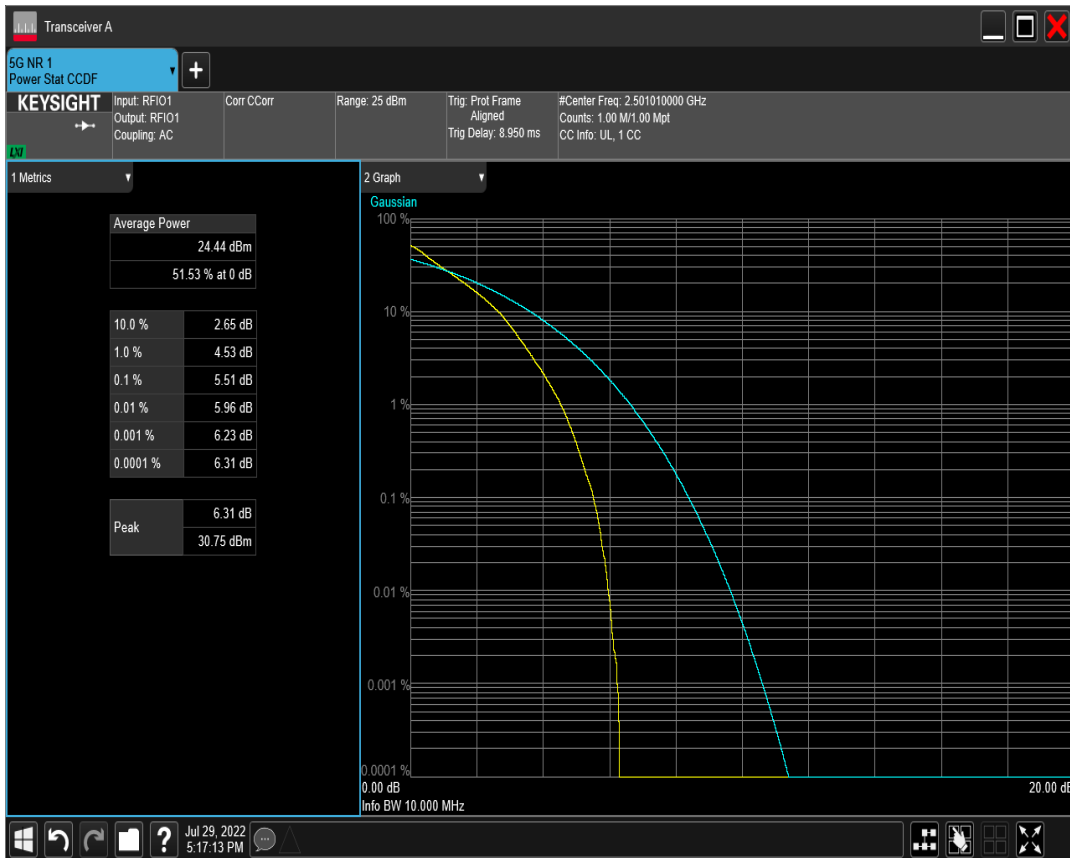 Transceiver A
5G NR 1
Power Stat CCDF
KEYSIGHT
LXI
Input: RFIO1
Output: RFIO1
Coupling: AC
Corr CCorr
Range: 25 dBm
Trig: Prot Frame
Aligned
Trig Delay: 8.950 ms
#Center Freq: 2.501010000 GHz
Counts: 1.00 M/1.00 Mpt
CC Info: UL, 1 CC
1 Metrics
Average Power
24.44 dBm
51.53 % at 0 dB
10.0 % 2.65 dB
1.0 % 4.53 dB
0.1 % 5.51 dB
0.01 % 5.96 dB
0.001 % 6.23 dB
0.0001 % 6.31 dB
Peak
6.31 dB
30.75 dBm
2 Graph
Gaussian
100 %
10 %
1 %
0.1 %
0.01 %
0.001 %
0.0001 %
0.00 dB 20.00 dB
Info BW 10.000 MHz
Jul 29, 2022
5:17:13 PM